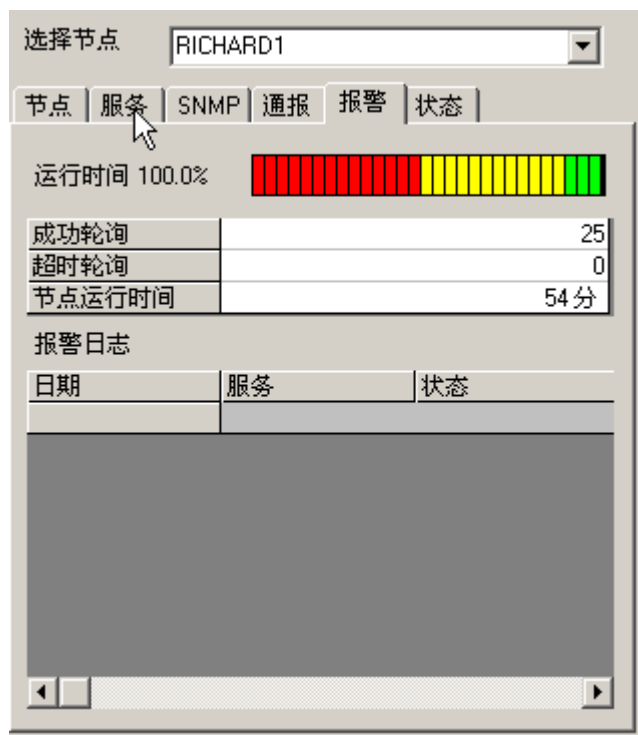 选择节点 RICHARD1
节点 服务 SNMP 通报 报警 状态
运行时间 100.0%
成功轮询 25
超时轮询 0
节点运行时间 54分
报警日志
日期 服务 状态